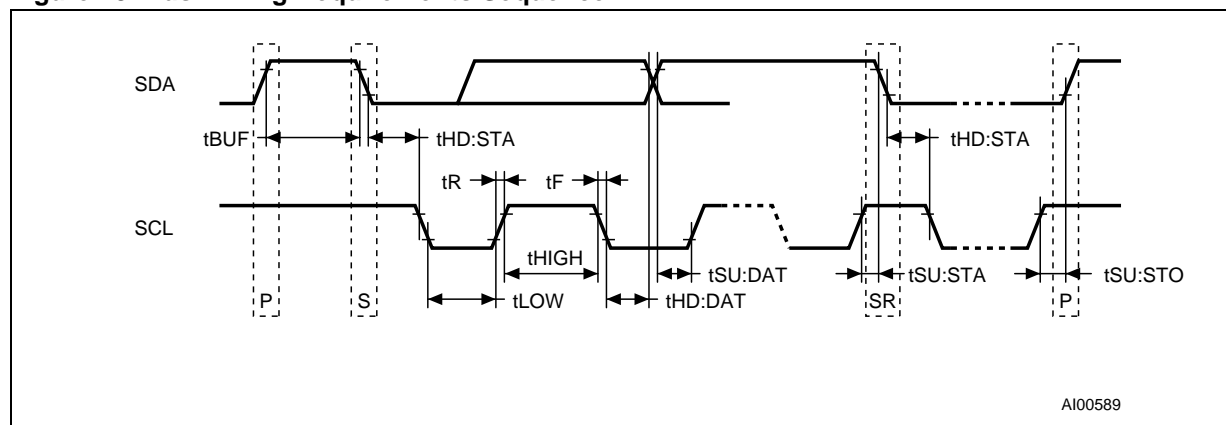 SDA
tBUF
tHD:STA
tHD:STA
tR
tF
SCL
tHIGH
tSU:DAT
tSU:STA
tSU:STO
P
S
tLOW
tHD:DAT
SR
P
AI00589